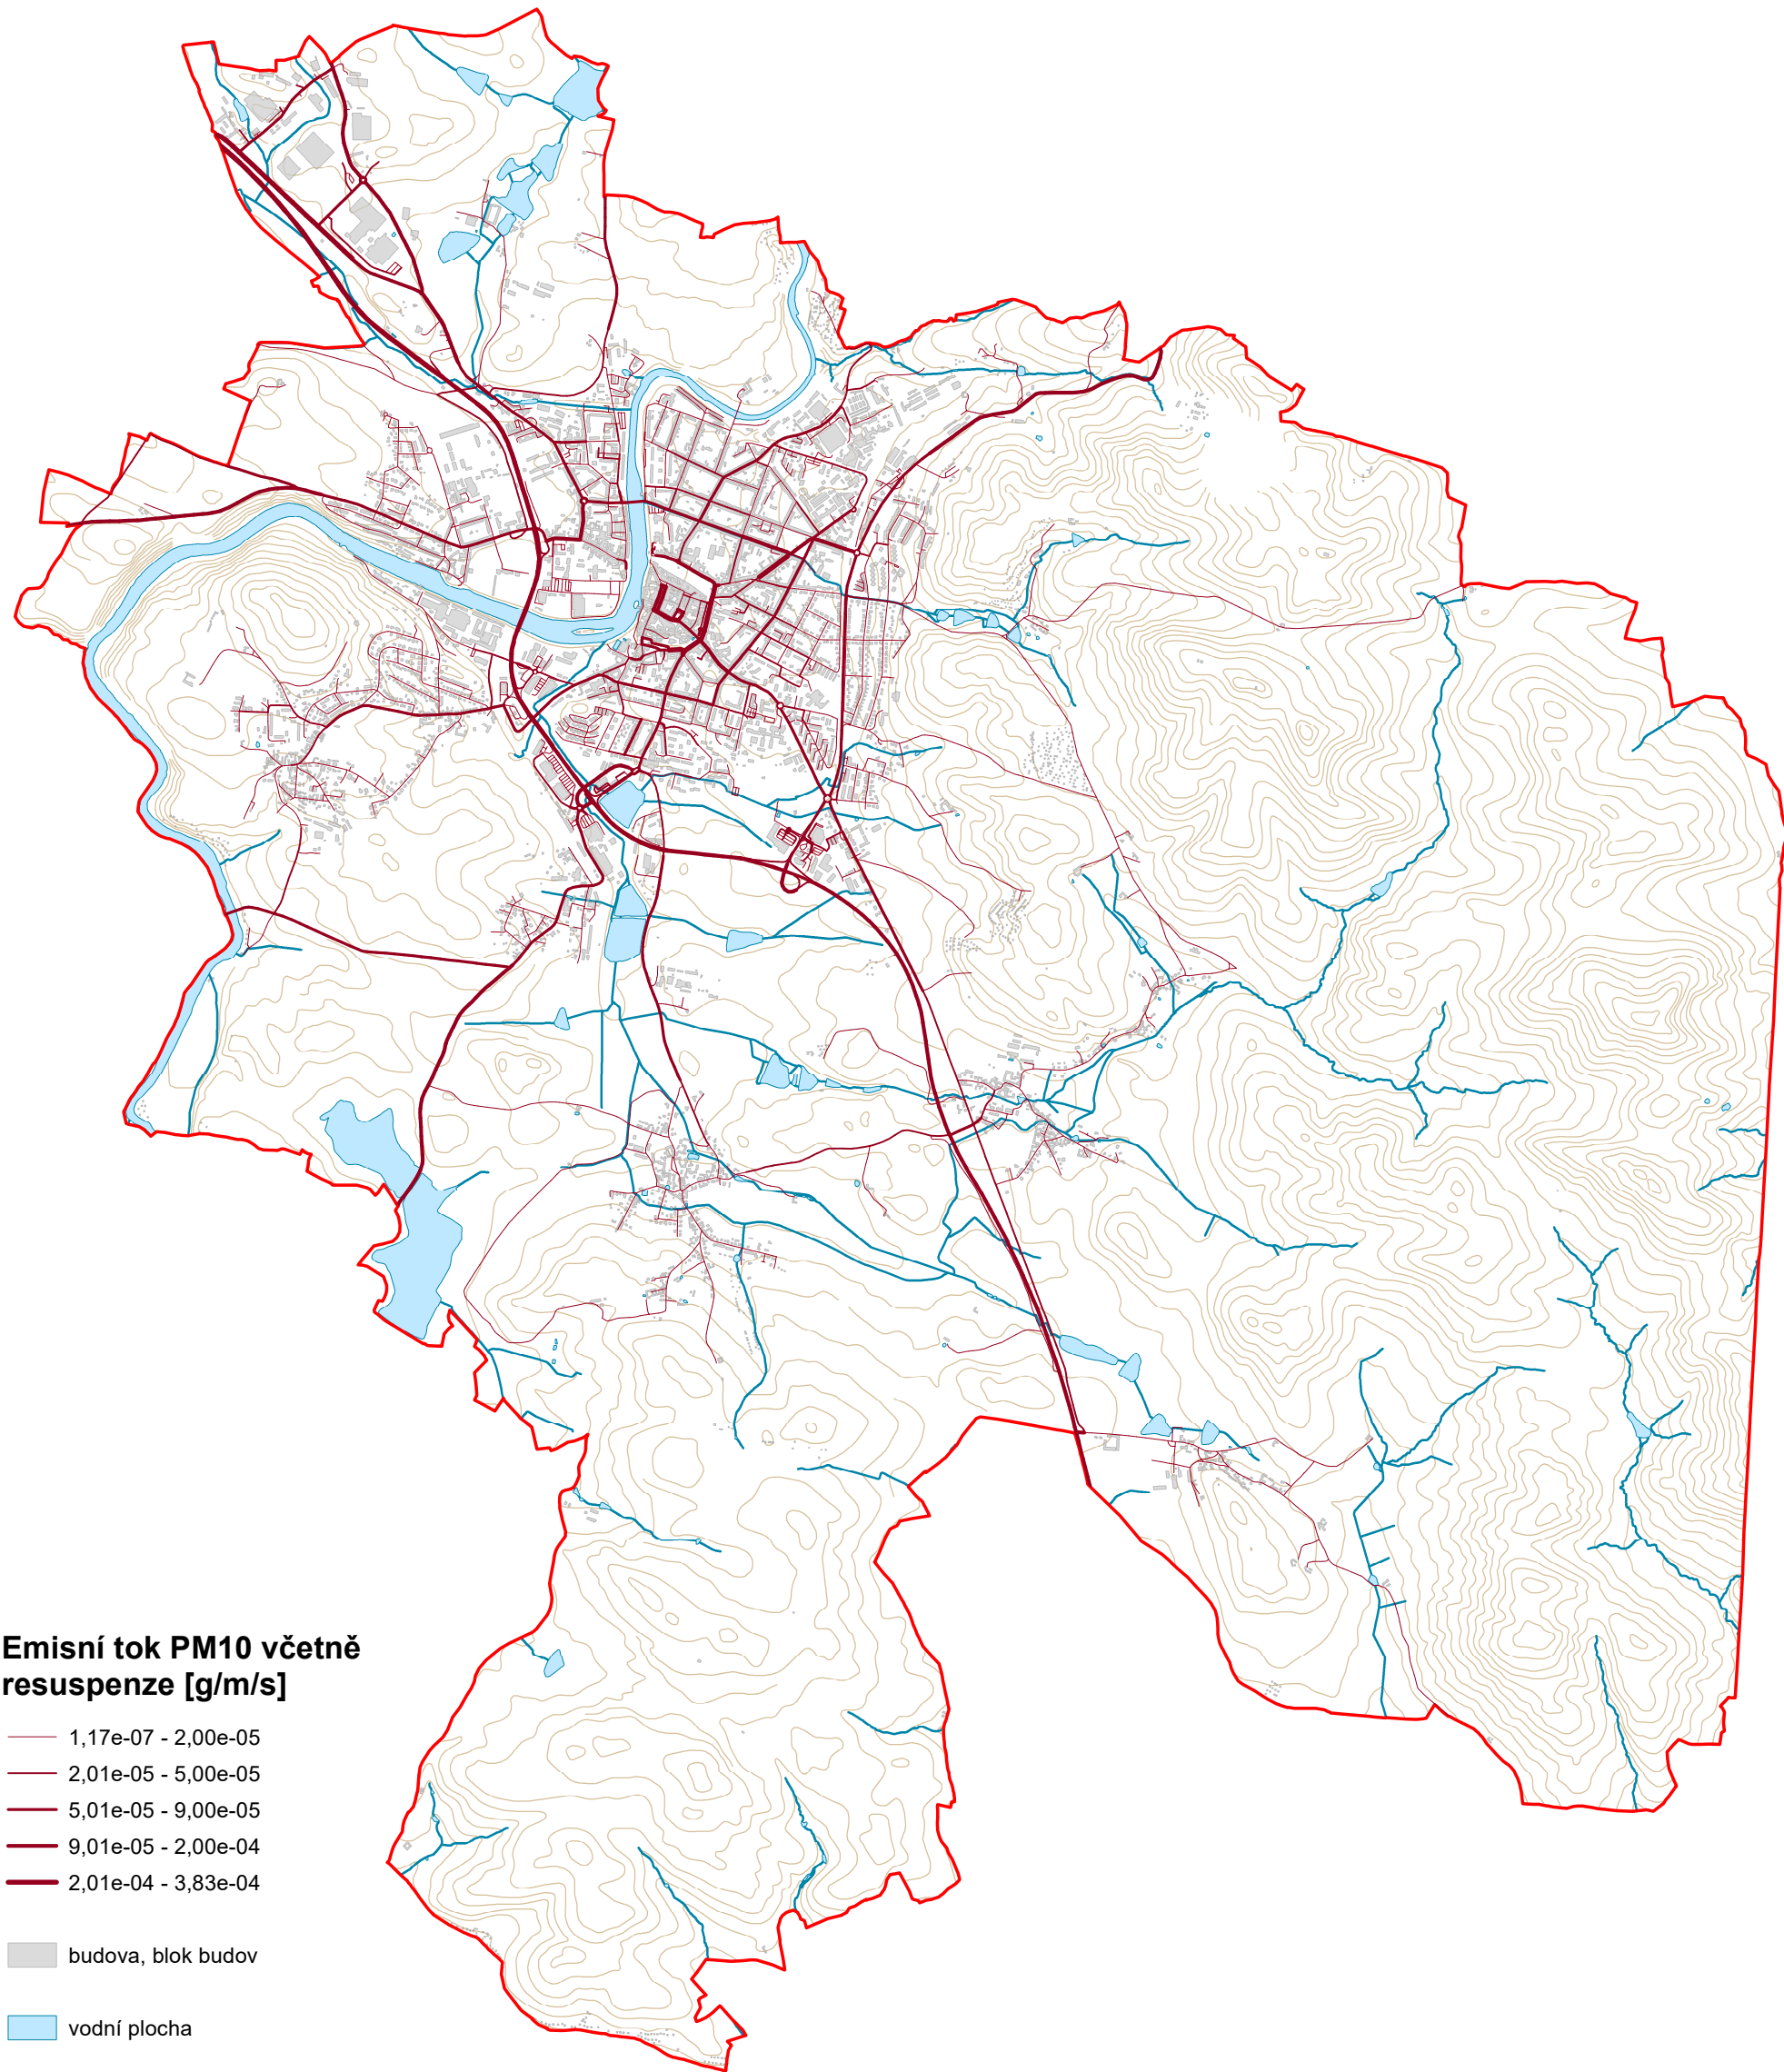 Emisní tok PM10 včetně
resuspenze [g/m/s]
1,17e-07 - 2,00e-05
2,01e-05 - 5,00e-05
5,01e-05 - 9,00e-05
9,01e-05 - 2,00e-04
2,01e-04 - 3,83e-04
budova, blok budov
vodní plocha